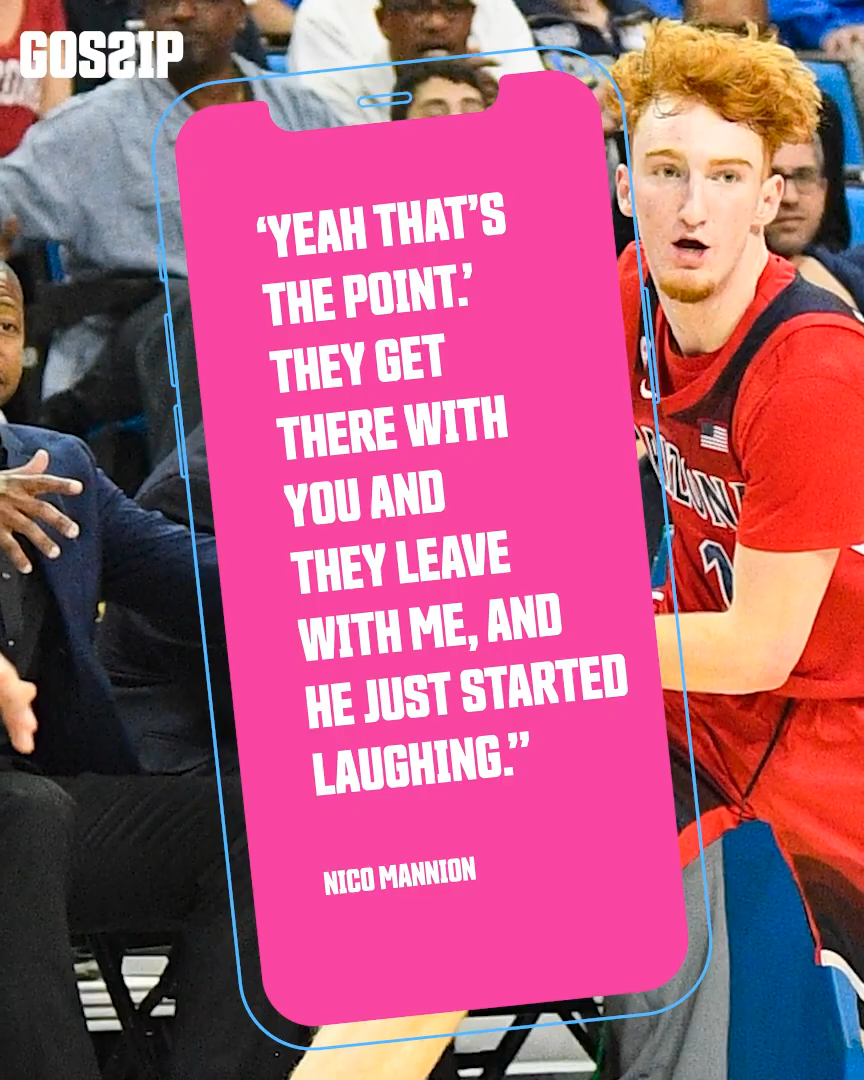 GOSSIP
‘YEAH THAT’S
THE POINT.’
THEY GET
THERE WITH
YOU AND
THEY LEAVE
WITH ME, AND
HE JUST STARTED
LAUGHING.”
NICO MANNION